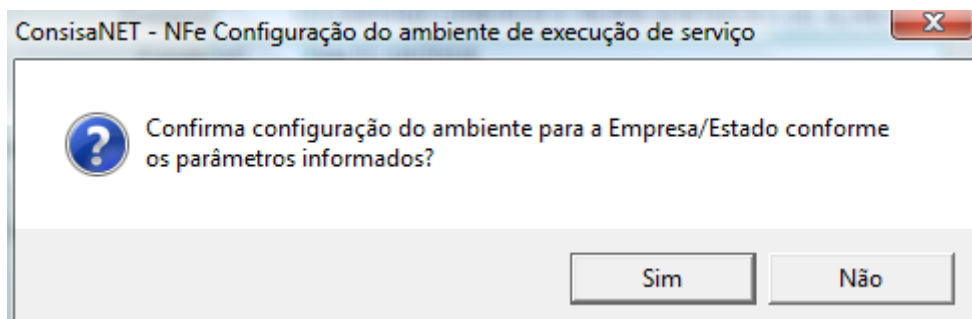 ConsisaNET - NFe Configuração do ambiente de execução de serviço
Confirma configuração do ambiente para a Empresa/Estado conforme
os parâmetros informados?
Sim
Não